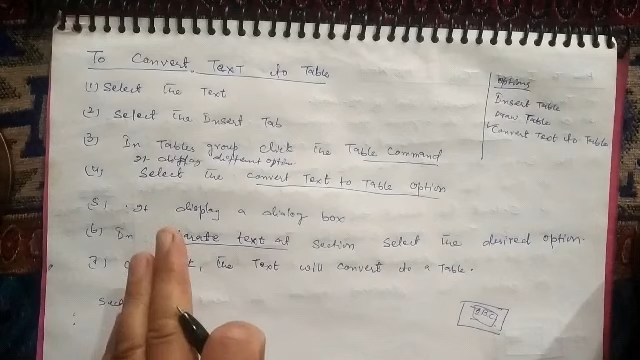 To Convert Text to Table
(1) Select the Text
(2) Select the Insert Tab
(3) In Tables group click the Table Command
It display different option
(4) Select the convert Text to Table option
5) It display a dialog box
(6) In text at section select the desired option.
7) the Text will convert to a Table.
options
Insert Table
Draw Table
Convert Text to Table